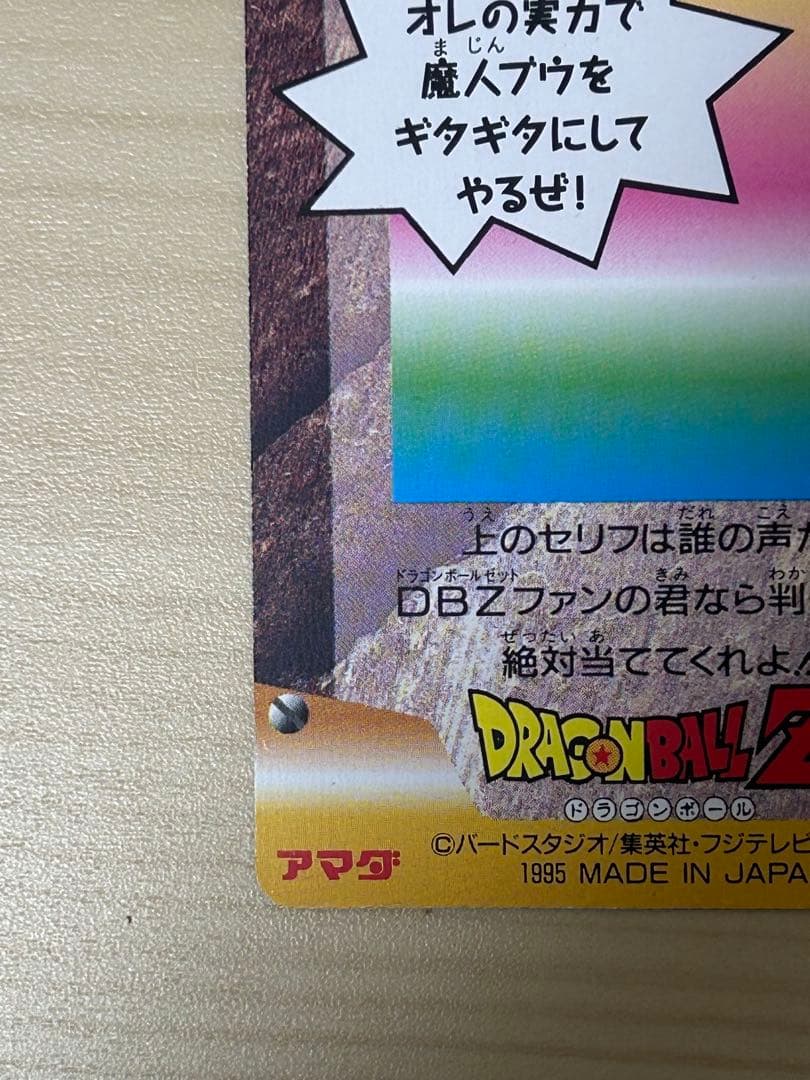 オレの実力で
まじん
魔人ブウを
ギタギタにして
やるぜ!
うえ だれ こえ
上のセリフは誰の声
ドラゴンボールゼット きみ わか
DBZファンの君なら判
ぜったい あ
絶対当ててくれよ!
DRAGON BALL Z
ドラゴンボール
©バードスタジオ/集英社・フジテレビ
アマダ
1995 MADE IN JAPA